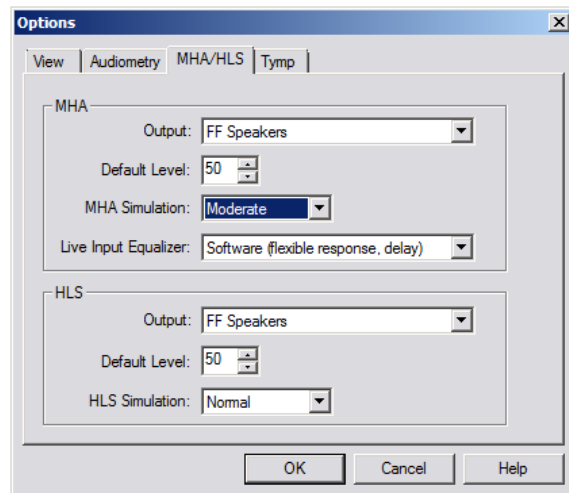 Options
View Audiometry MHA/HLS Tymp
MHA
Output: FF Speakers
Default Level: 50
MHA Simulation: Moderate
Live Input Equalizer: Software (flexible response, delay)
HLS
Output: FF Speakers
Default Level: 50
HLS Simulation: Normal
OK Cancel Help